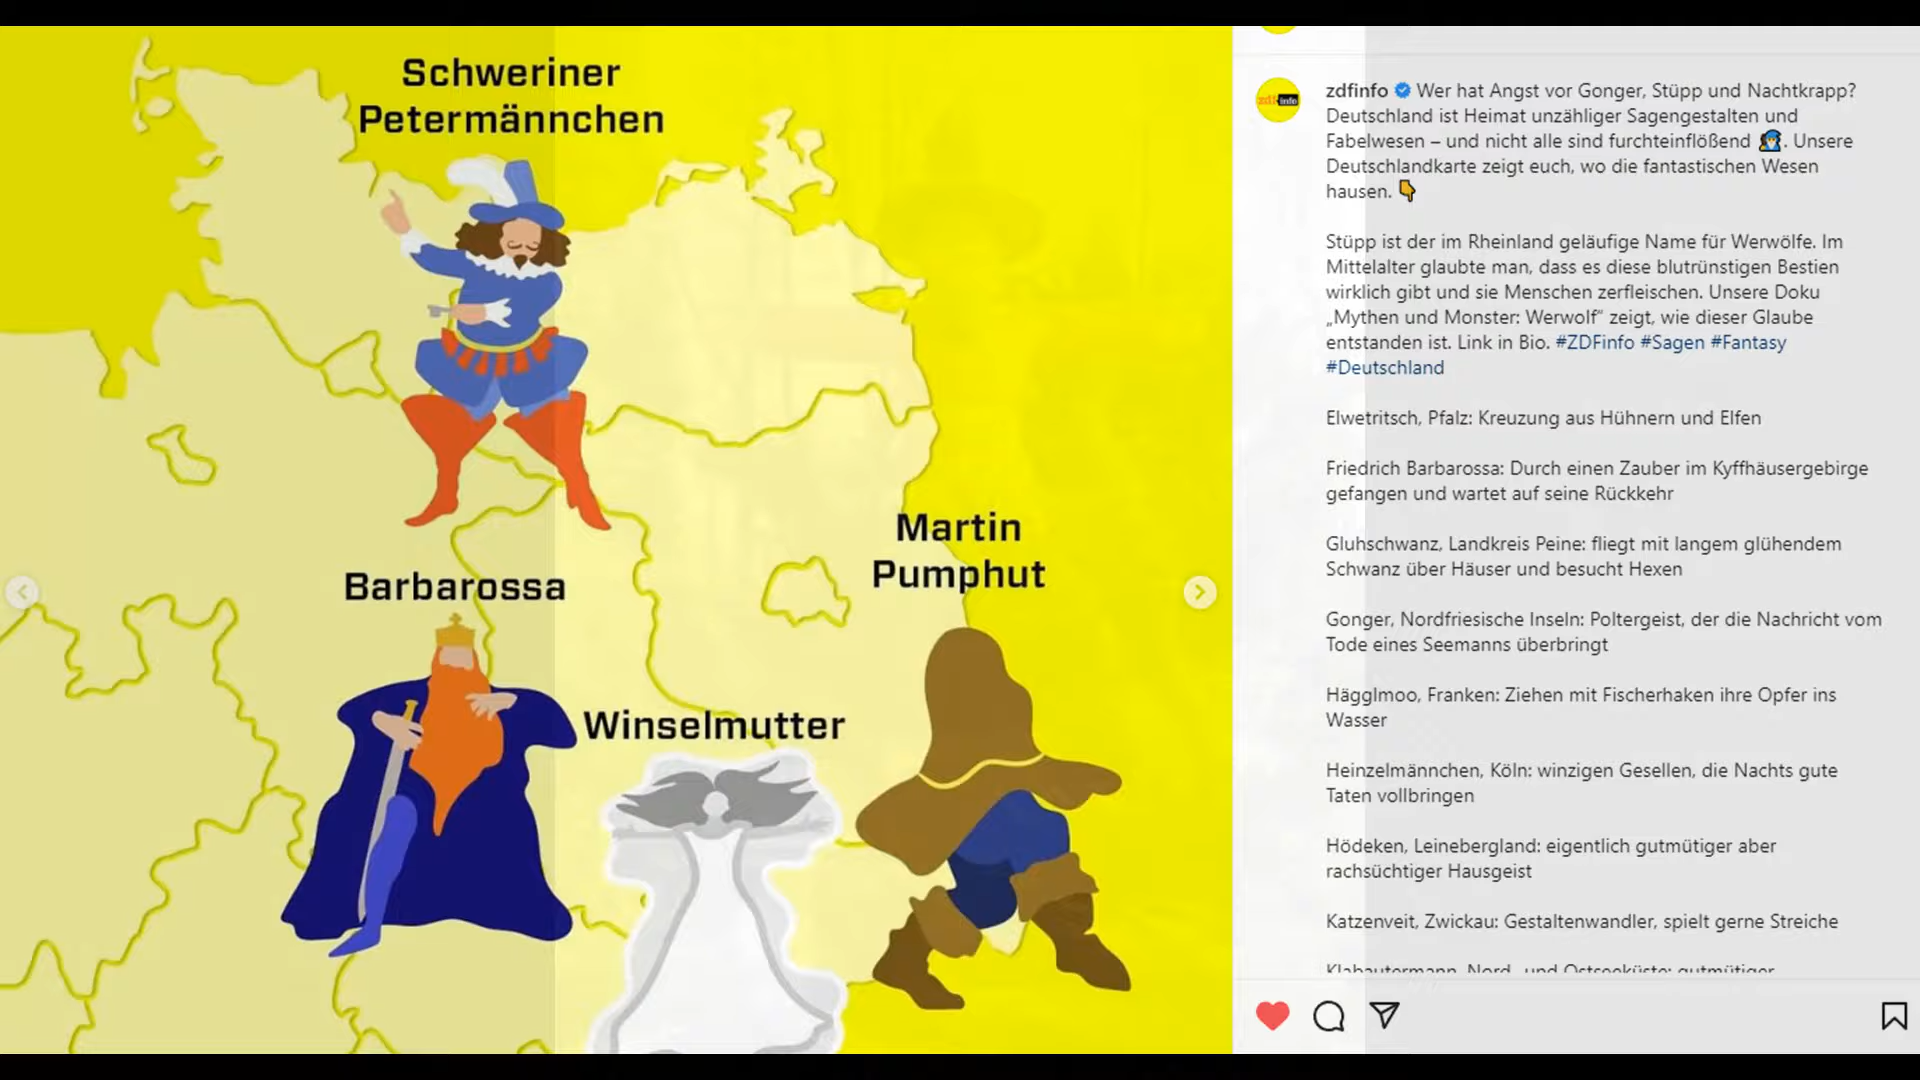 Schweriner
Petermännchen
Martin
Pumphut
Barbarossa
Winselmutter
zdf info
zdfinfo Wer hat Angst vor Gonger, Stüpp und Nachtkrapp?
Deutschland ist Heimat unzähliger Sagengestalten und
Fabelwesen – und nicht alle sind furchteinflößend 🧝‍♀️. Unsere
Deutschlandkarte zeigt euch, wo die fantastischen Wesen
hausen. 👇
Stüpp ist der im Rheinland geläufige Name für Werwölfe. Im
Mittelalter glaubte man, dass es diese blutrünstigen Bestien
wirklich gibt und sie Menschen zerfleischen. Unsere Doku
„Mythen und Monster: Werwolf“ zeigt, wie dieser Glaube
entstanden ist. Link in Bio. #ZDFinfo #Sagen #Fantasy
#Deutschland
Elwetritsch, Pfalz: Kreuzung aus Hühnern und Elfen
Friedrich Barbarossa: Durch einen Zauber im Kyffhäusergebirge
gefangen und wartet auf seine Rückkehr
Gluhschwanz, Landkreis Peine: fliegt mit langem glühendem
Schwanz über Häuser und besucht Hexen
Gonger, Nordfriesische Inseln: Poltergeist, der die Nachricht vom
Tode eines Seemanns überbringt
Hägglmoo, Franken: Ziehen mit Fischerhaken ihre Opfer ins
Wasser
Heinzelmännchen, Köln: winzigen Gesellen, die Nachts gute
Taten vollbringen
Hödeken, Leinebergland: eigentlich gutmütiger aber
rachsüchtiger Hausgeist
Katzenveit, Zwickau: Gestaltenwandler, spielt gerne Streiche
Klabautermann, Nord- und Ostseeküste: gutmütiger